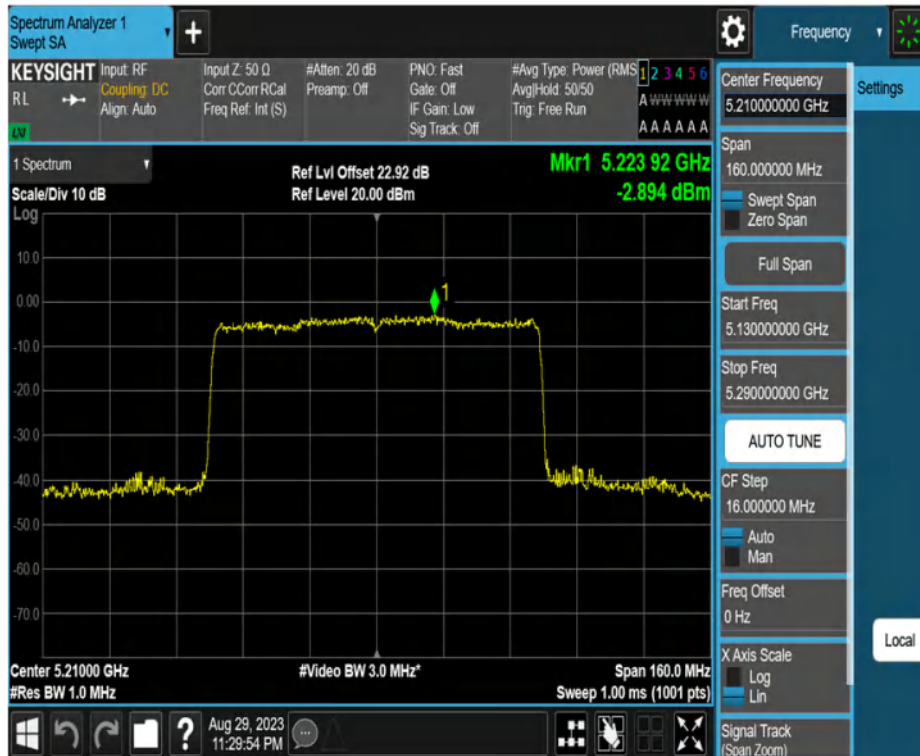 Spectrum Analyzer 1
Swept SA
+
Frequency
KEYSIGHT
RL
LXI
Input: RF
Coupling: DC
Align: Auto
Input Z: 50 Ω
Corr CCorr RCal
Freq Ref: Int (S)
#Atten: 20 dB
Preamp: Off
PNO: Fast
Gate: Off
IF Gain: Low
Sig Track: Off
#Avg Type: Power (RMS
Avg|Hold: 50/50
Trig: Free Run
1 2 3 4 5 6
A W W W W W
A A A A A A
1 Spectrum
Scale/Div 10 dB
Log
Ref Lvl Offset 22.92 dB
Ref Level 20.00 dBm
Mkr1 5.223 92 GHz
-2.894 dBm
1
10.0
0.00
-10.0
-20.0
-30.0
-40.0
-50.0
-60.0
-70.0
Center 5.21000 GHz
#Res BW 1.0 MHz
#Video BW 3.0 MHz*
Span 160.0 MHz
Sweep 1.00 ms (1001 pts)
?
Aug 29, 2023
11:29:54 PM
Center Frequency
5.210000000 GHz
Span
160.000000 MHz
Swept Span
Zero Span
Full Span
Start Freq
5.130000000 GHz
Stop Freq
5.290000000 GHz
AUTO TUNE
CF Step
16.000000 MHz
Auto
Man
Freq Offset
0 Hz
X Axis Scale
Log
Lin
Signal Track
(Span Zoom)
Settings
Local